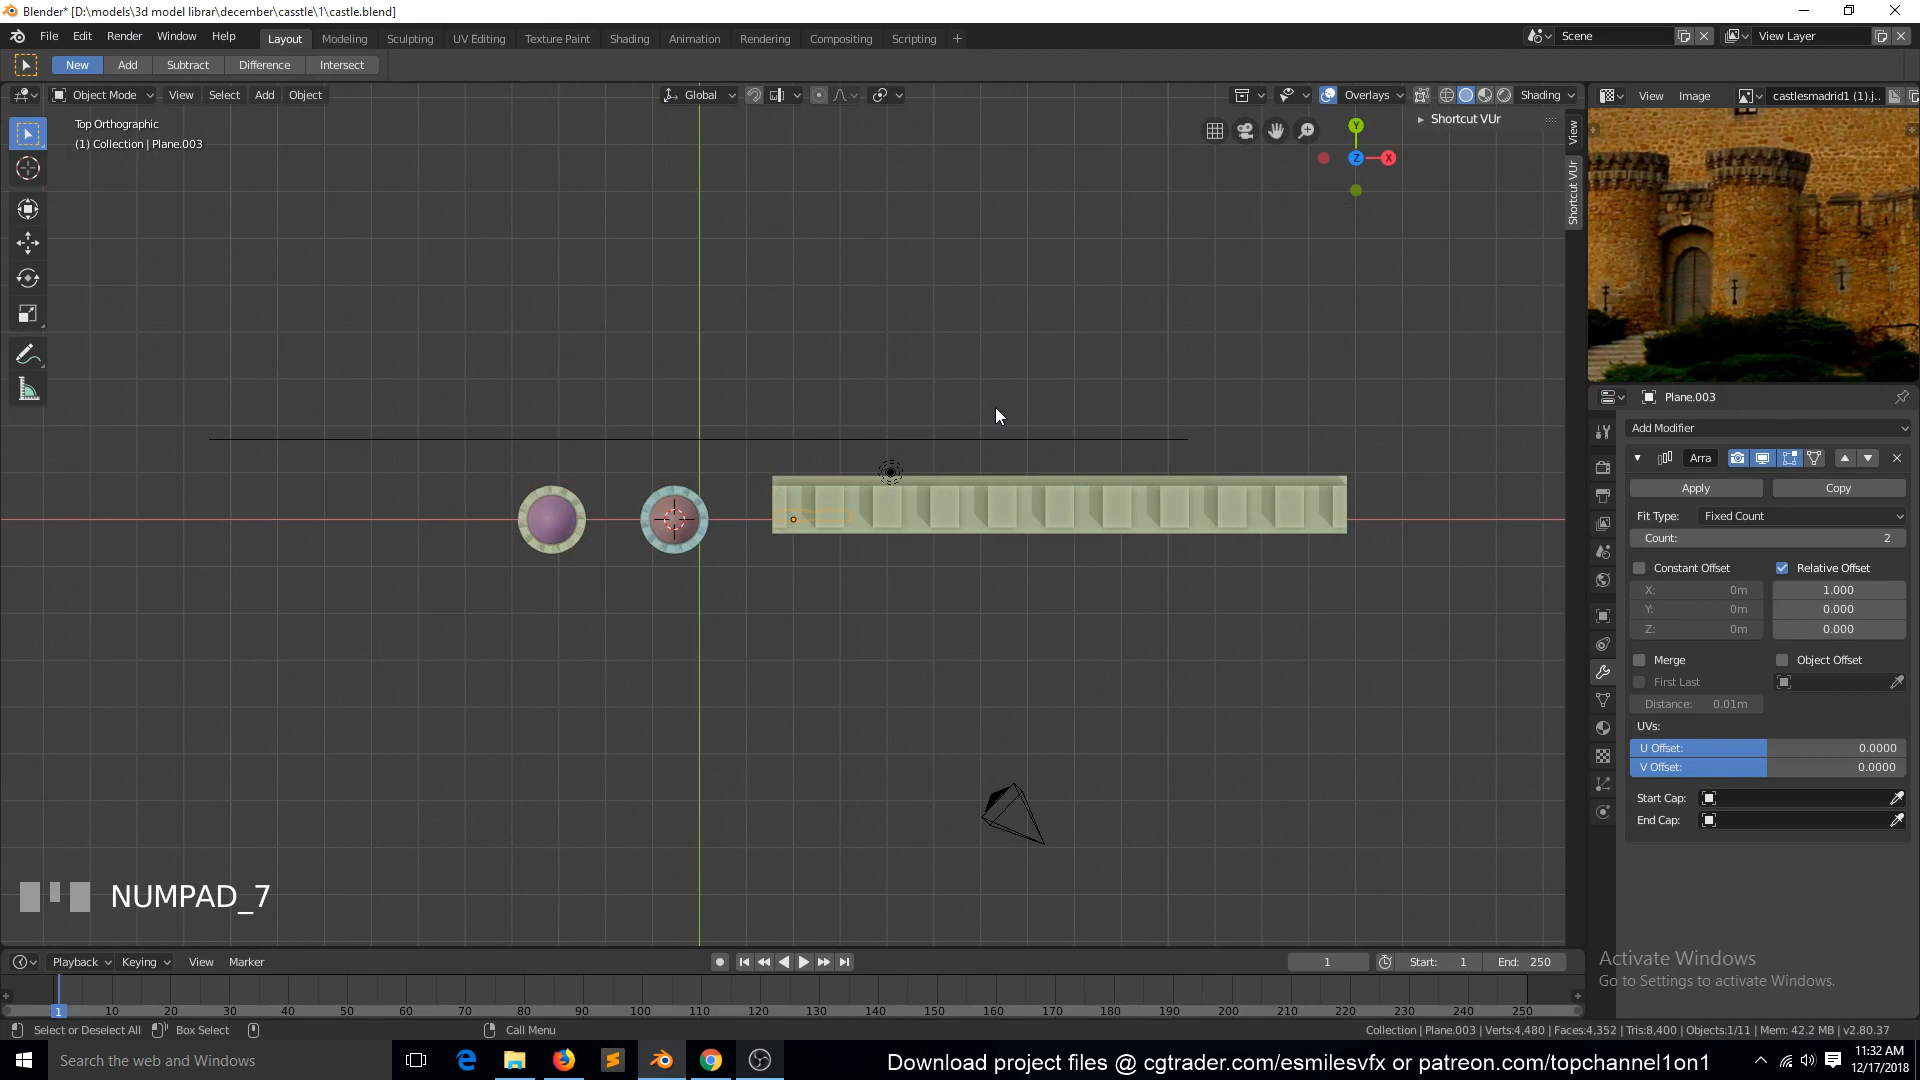 Blender* [D:\models\3d model librar\december\casstle\1\castle.blend]
File Edit Render Window Help Layout Modeling Sculpting UV Editing Texture Paint Shading Animation Rendering Compositing Scripting Scene View Layer
New Add Subtract Difference Intersect
Object Mode View Select Add Object Global Overlays Shading View Image castlesmadrid1 (1).j..
Top Orthographic
(1) Collection | Plane.003
Y
Z X
Shortcut VUr
View
Shortcut VUr
Plane.003
Add Modifier
Arra
Apply Copy
Fit Type: Fixed Count
Count: 2
Constant Offset Relative Offset
X: 0m 1.000
Y: 0m 0.000
Z: 0m 0.000
Merge Object Offset
First Last
Distance: 0.01m
UVs:
U Offset: 0.0000
V Offset: 0.0000
Start Cap:
End Cap:
NUMPAD_7
Activate Windows
Go to Settings to activate Windows.
Playback Keying View Marker 1 Start: 1 End: 250
1 10 20 30 40 50 60 70 80 90 100 110 120 130 140 150 160 170 180 190 200 210 220 230 240 250
Select or Deselect All Box Select Call Menu Collection | Plane.003 | Verts:4,480 | Faces:4,352 | Tris:8,400 | Objects:1/11 | Mem: 42.2 MB | v2.80.37
Search the web and Windows
Download project files @ cgtrader.com/esmilesvfx or patreon.com/topchannel1on1
11:32 AM
12/17/2018